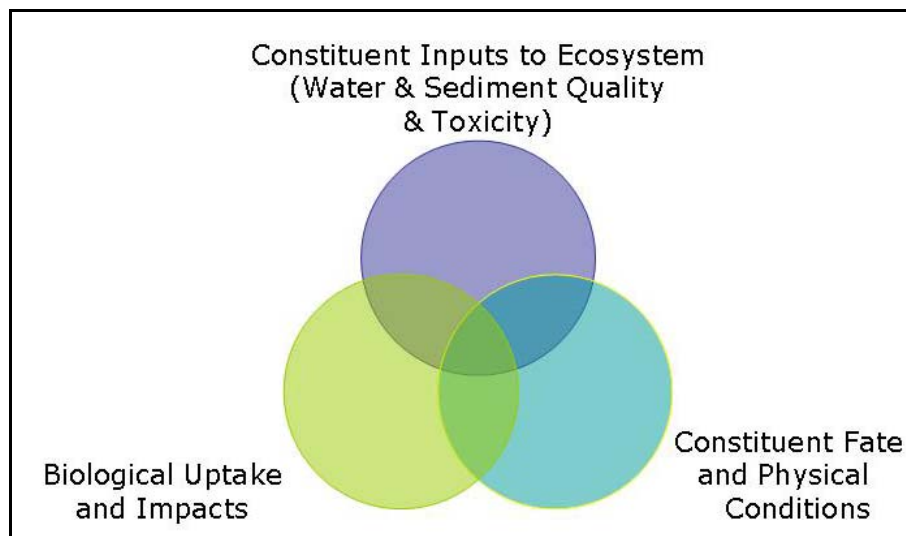 Constituent Inputs to Ecosystem
(Water & Sediment Quality
& Toxicity)
Biological Uptake
and Impacts
Constituent Fate
and Physical
Conditions